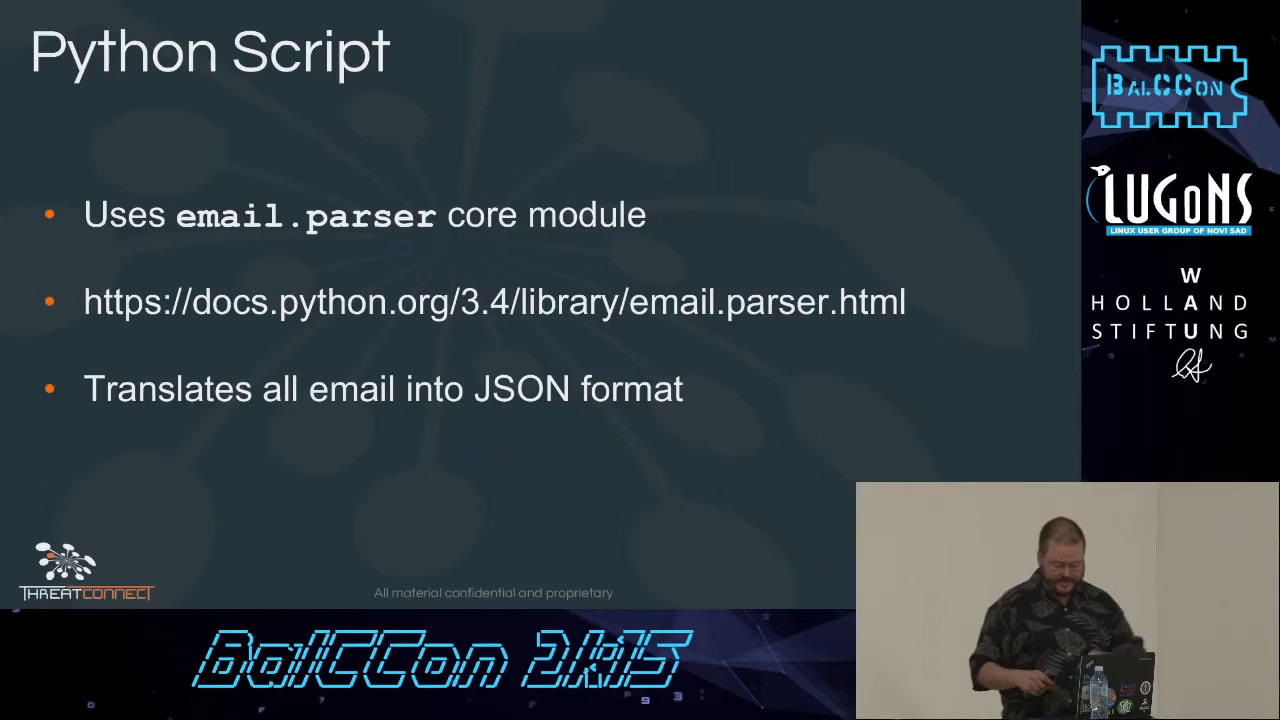 Python Script
• Uses email.parser core module
• https://docs.python.org/3.4/library/email.parser.html
• Translates all email into JSON format
THREATCONNECT
All material confidential and proprietary
BALCCON
LUGONS
LINUX USER GROUP OF NOVI SAD
W
HOLLAND
STIFTUNG
BalCCon 2k15